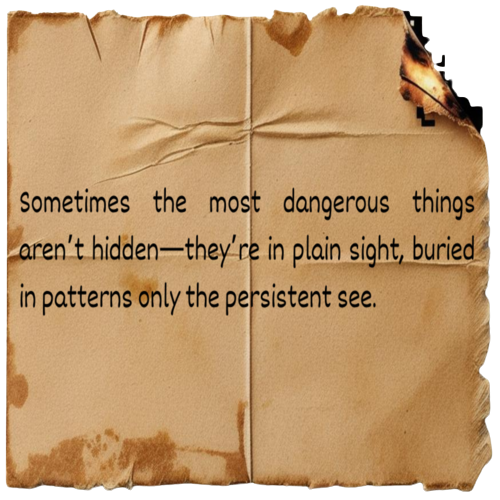 Sometimes the most dangerous things
aren't hidden—they're in plain sight, buried
in patterns only the persistent see.